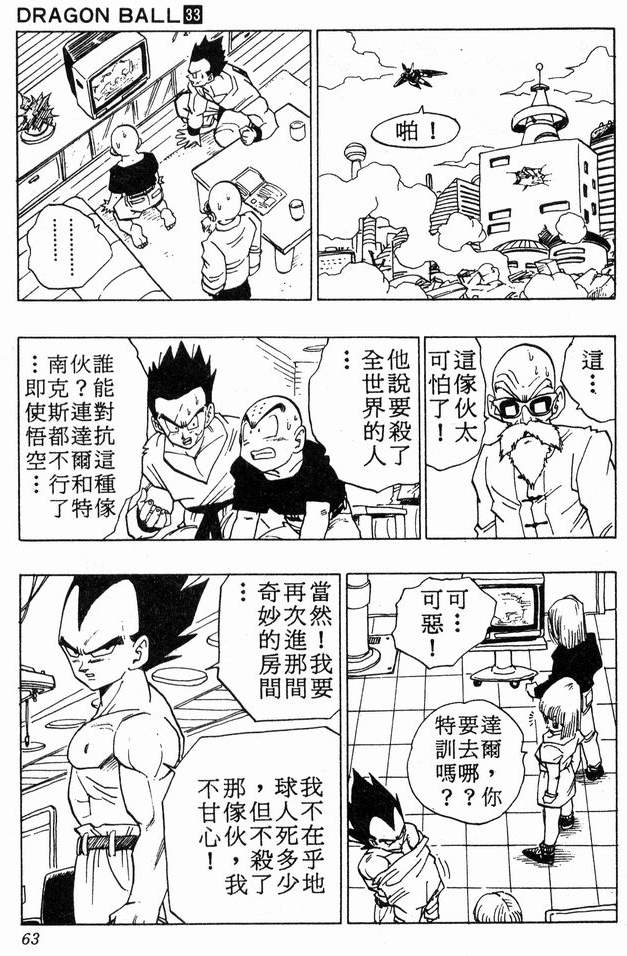 DRAGON BALL 33
啪！
……
……
這…
這傢伙太
可怕了！
他說要殺了
全世界的人
…
誰能對抗這種傢
伙？連達爾和特
南克斯都不行了
…即使悟空…
可…
可惡！
達爾，你
要去哪？
特訓嗎？
當然！我要
再次進那間
奇妙的房間
…
我不在乎地
球人死多少
，但不殺了
那傢伙，我
不甘心！
63